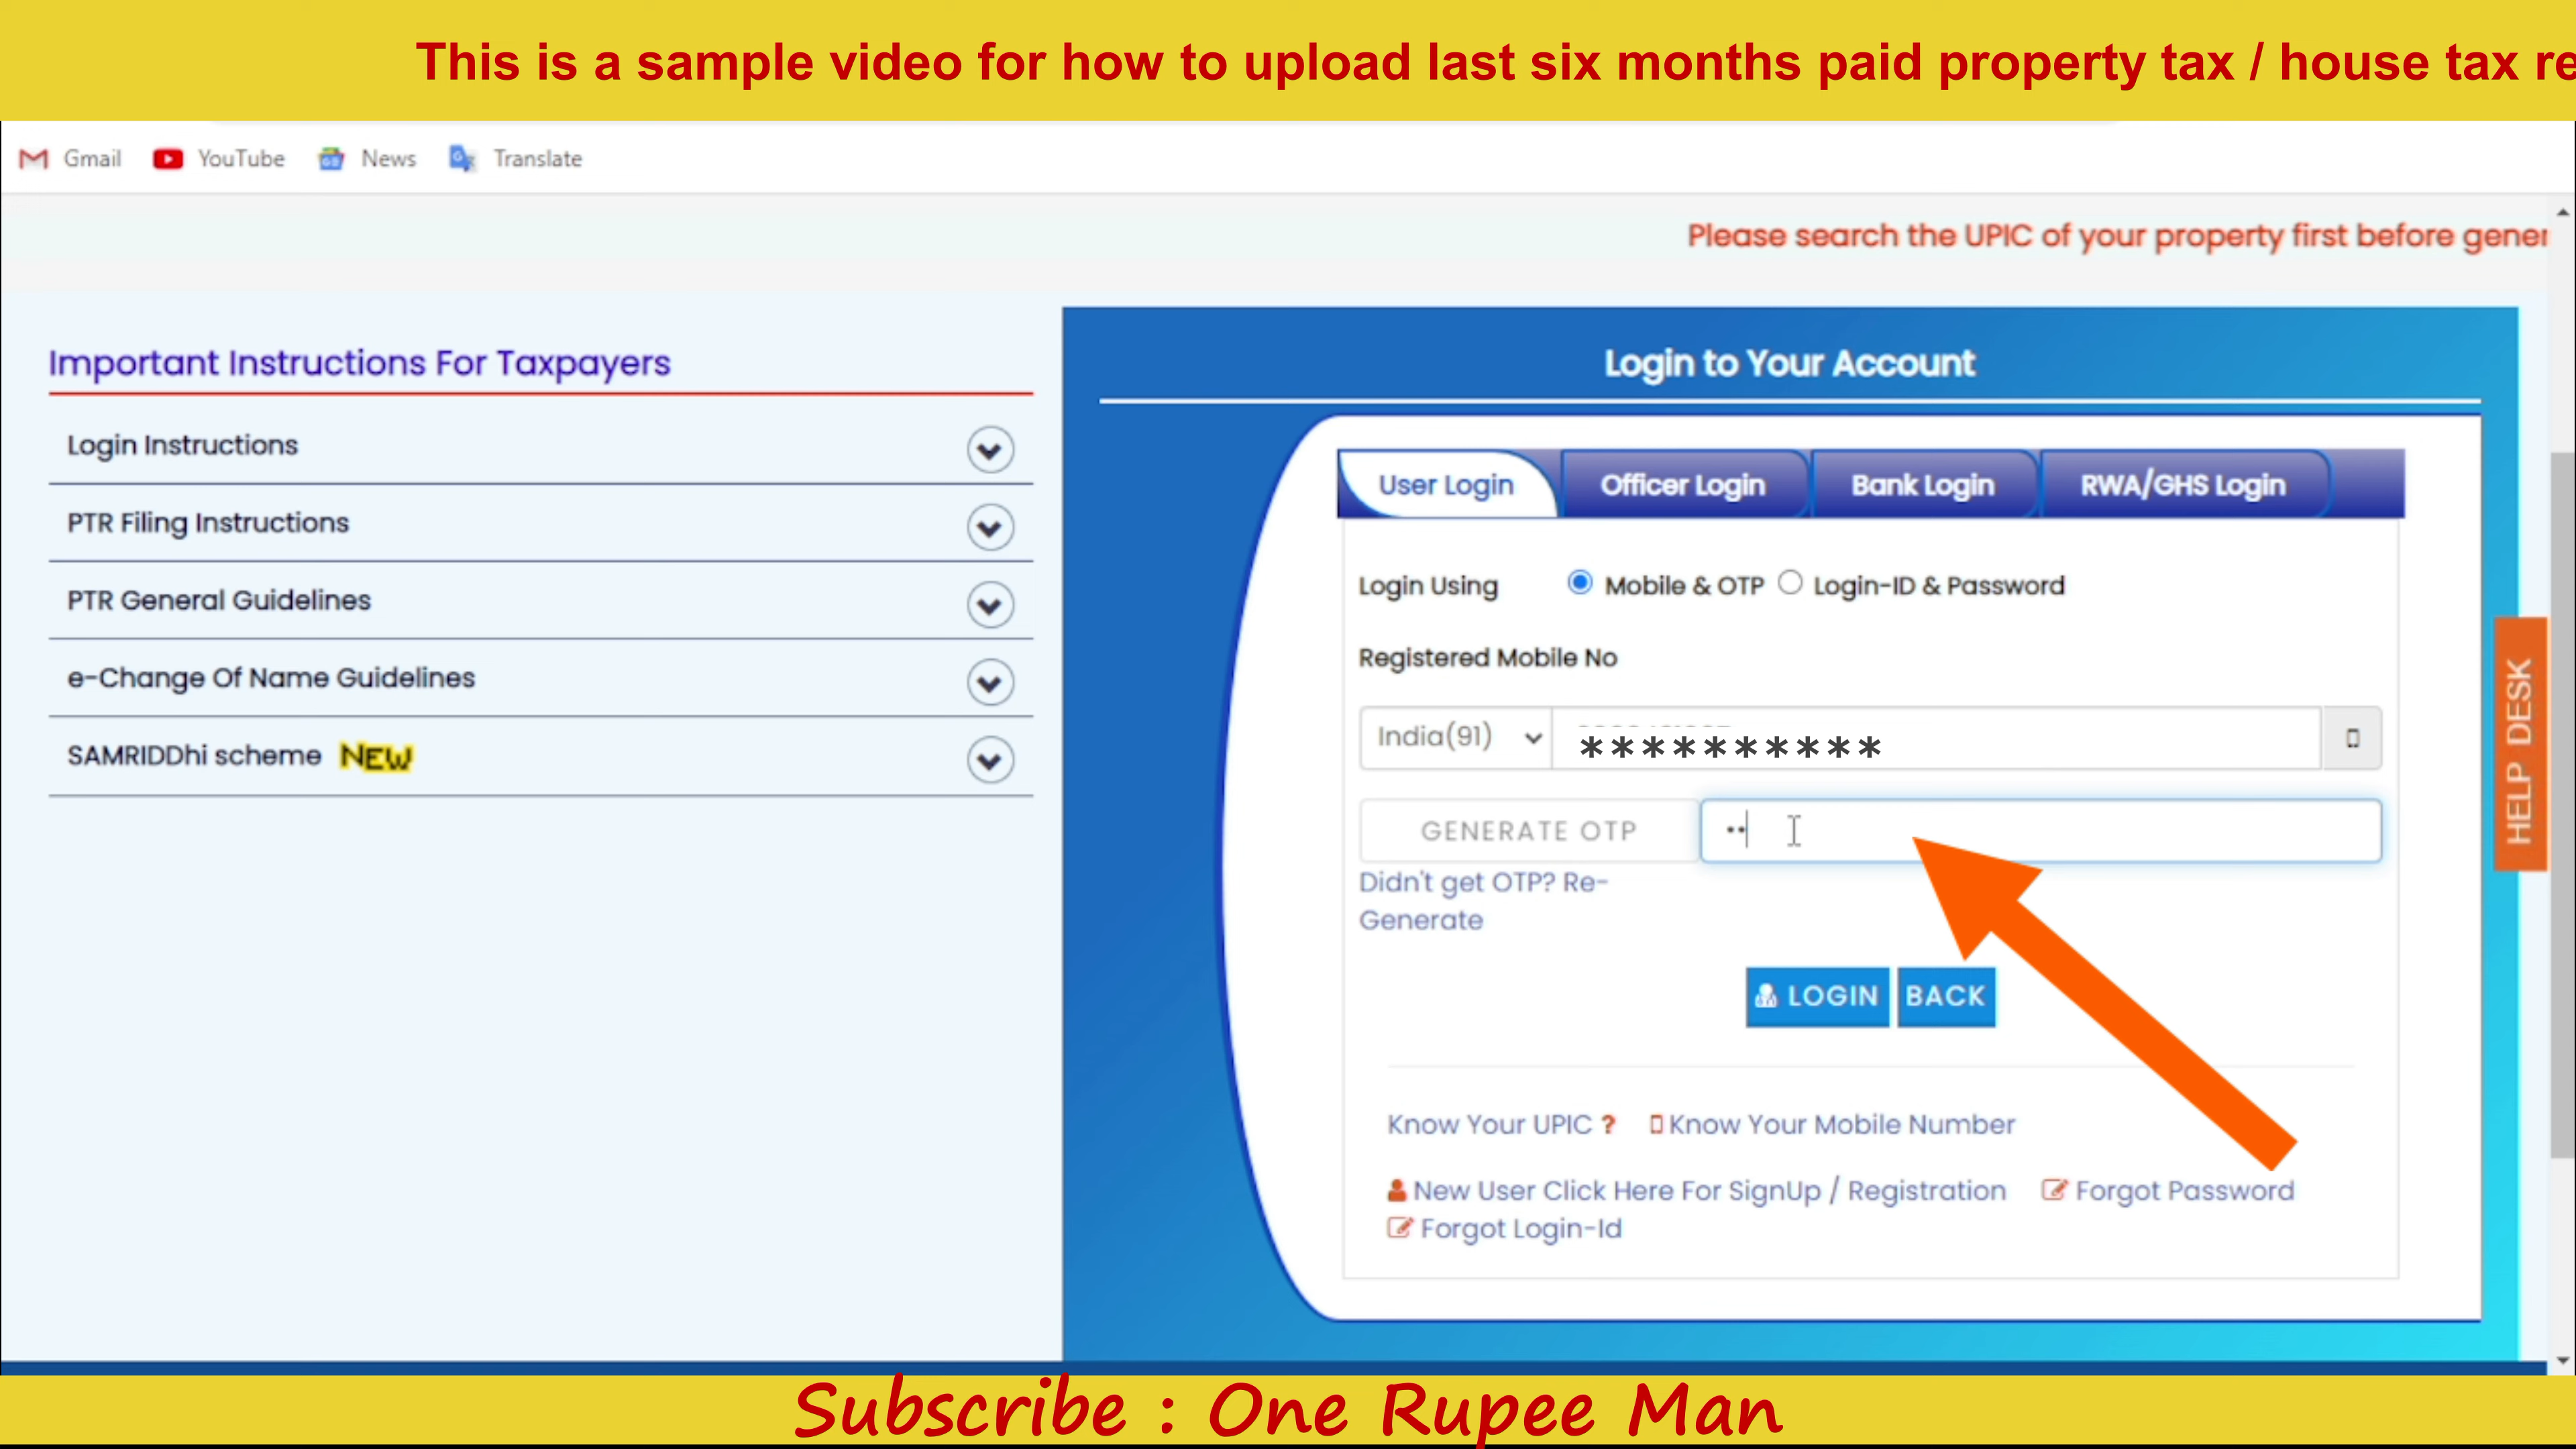 This is a sample video for how to upload last six months paid property tax / house tax re
Gmail YouTube News Translate
Please search the UPIC of your property first before gener
Important Instructions For Taxpayers
Login Instructions
PTR Filing Instructions
PTR General Guidelines
e-Change Of Name Guidelines
SAMRIDDhi scheme NEW
Login to Your Account
User Login Officer Login Bank Login RWA/GHS Login
Login Using Mobile & OTP Login-ID & Password
Registered Mobile No
India(91) **********
GENERATE OTP ••
Didn't get OTP? Re-
Generate
LOGIN BACK
Know Your UPIC ? Know Your Mobile Number
New User Click Here For SignUp / Registration Forgot Password
Forgot Login-Id
HELP DESK
Subscribe : One Rupee Man